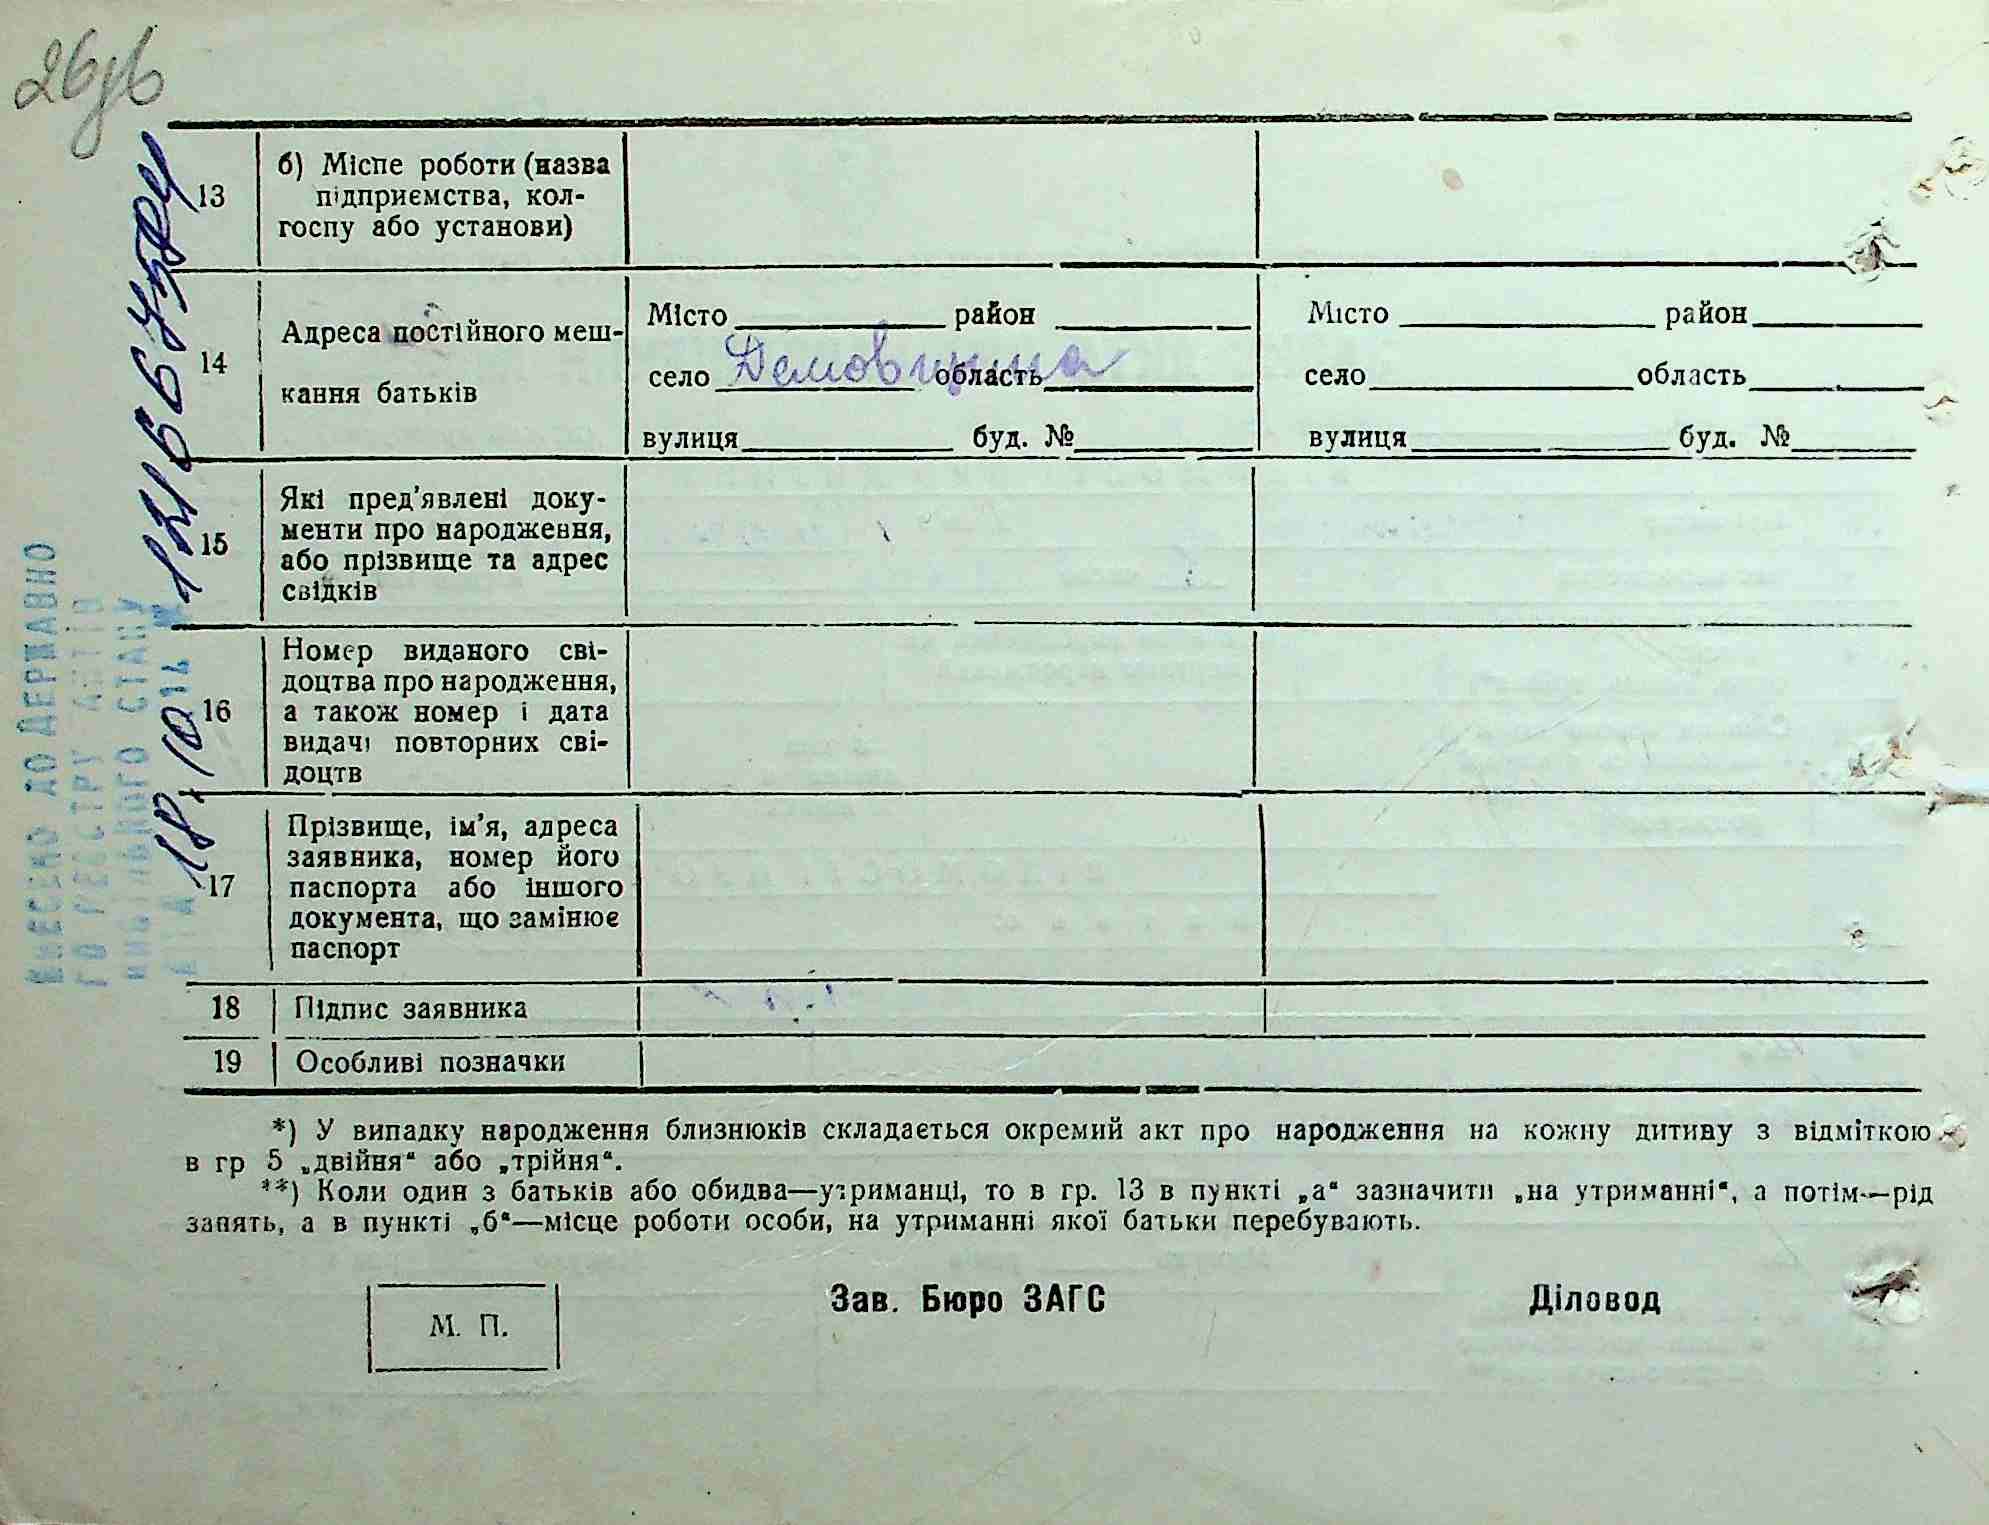 13
б) Місце роботи (назва
підприємства, кол-
госпу або установи)
14
Адреса постійного меш-
кання батьків
Місто район
село Демовщина область
вулиця буд. №
Місто район
село область
вулиця буд. №
15
Які пред'явлені доку-
менти про народження,
або прізвище та адрес
свідків
16
Номер виданого сві-
доцтва про народження,
а також номер і дата
видачі повторних сві-
доцтв
17
Прізвище, ім'я, адреса
заявника, номер його
паспорта або іншого
документа, що замінює
паспорт
18 Підпис заявника
19 Особливі позначки
*) У випадку народження близнюків складається окремий акт про народження на кожну дитину з відміткою
в гр 5 „двійня“ або „трійня“.
**) Коли один з батьків або обидва—утриманці, то в гр. 13 в пункті „а“ зазначити „на утриманні“, а потім—рід
занять, а в пункті „б“—місце роботи особи, на утриманні якої батьки перебувають.
М. П.
Зав. Бюро ЗАГС
Діловод
ВНЕСЕНО ДО ДЕРЖАВНО
ГО РЕЄСТРУ АКТІВ
ЦИВІЛЬНОГО СТАНУ